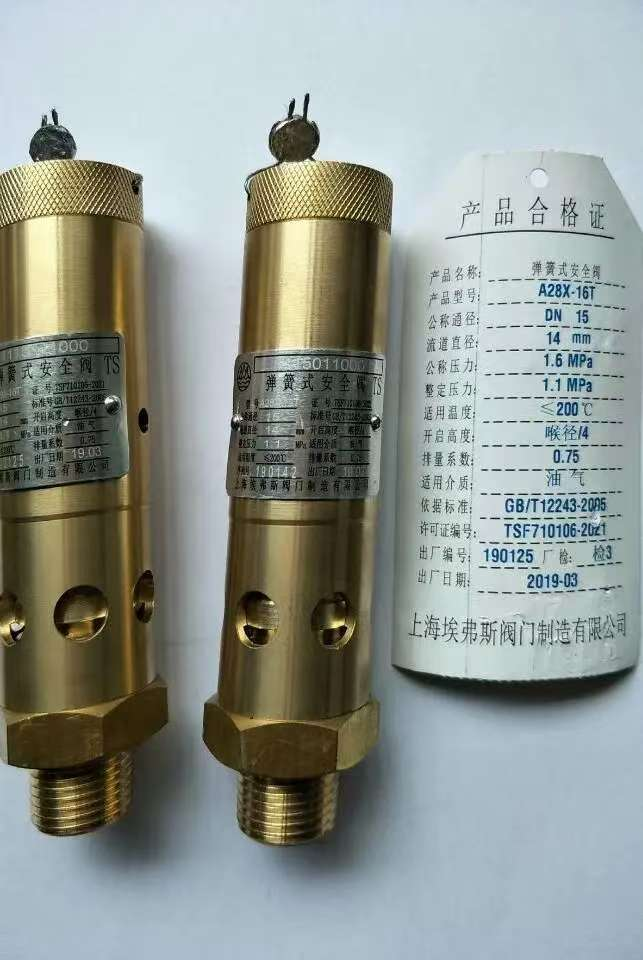 弹簧式安全阀 TS
证 号 TSF710106-2021
标准号 GB/T12243-2005
开启高度 喉径/4
适用介质 油 气
排量系数 0.75
出厂日期 19.03
阀门制造有限公司
弹簧式安全阀 TS
14
1.1
≤200℃
190142
上海埃弗斯阀门制造有限公司
产品合格证
产品名称: 弹簧式安全阀
产品型号: A28X-16T
公称通径: DN 15
流道直径: 14 mm
公称压力: 1.6 MPa
整定压力: 1.1 MPa
适用温度: ≤200℃
开启高度: 喉径/4
排量系数: 0.75
适用介质: 油 气
依据标准: GB/T12243-2005
许可证编号: TSF710106-2021
出厂编号: 190125 厂检: 检3
出厂日期: 2019-03
上海埃弗斯阀门制造有限公司